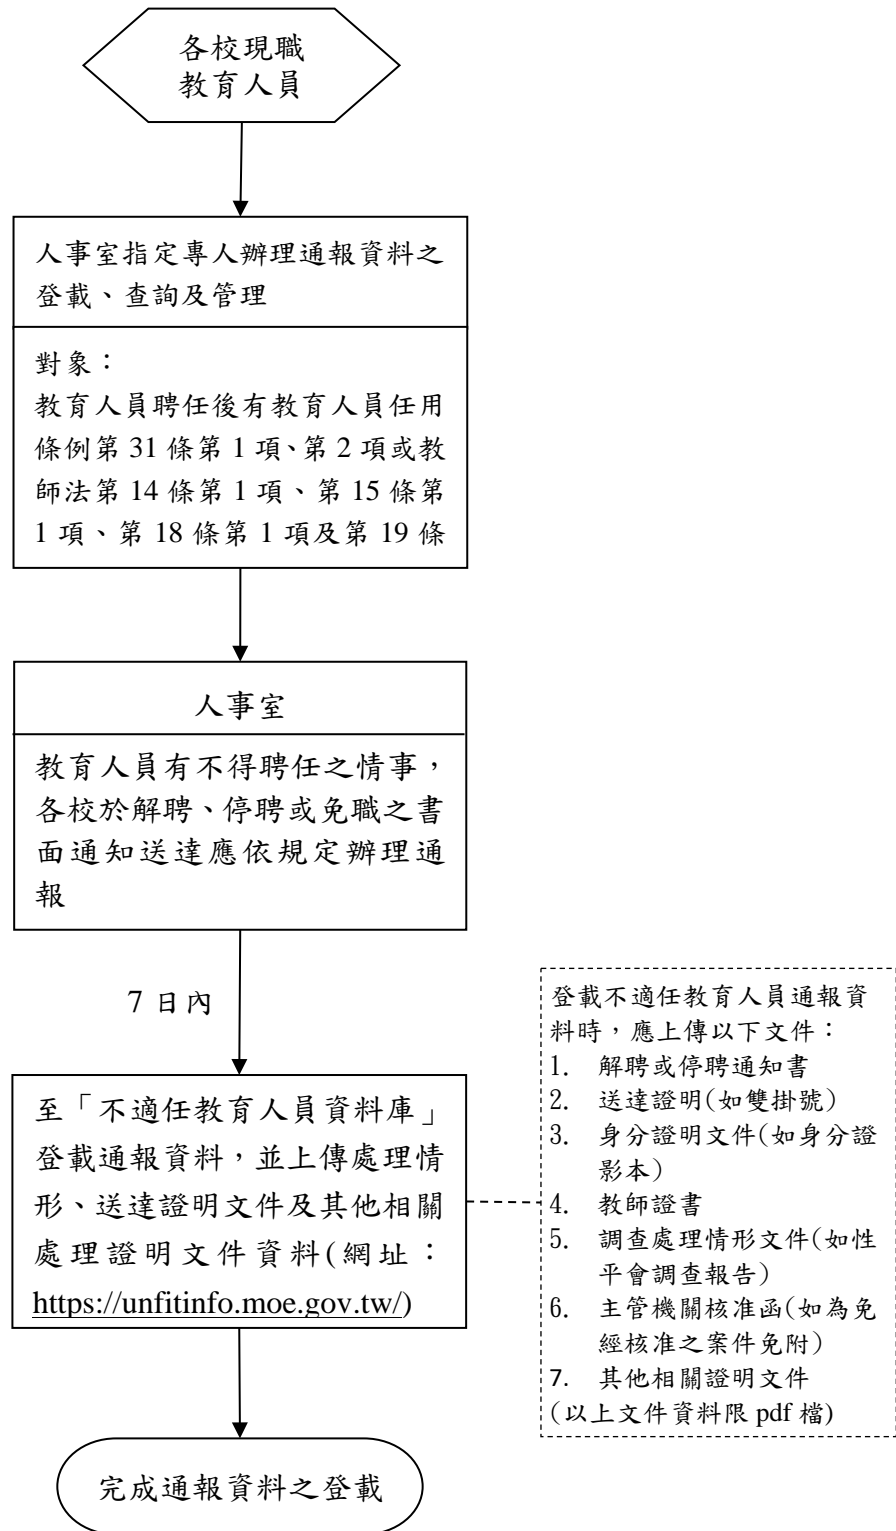 各校現職
教育人員
人事室指定專人辦理通報資料之
登載、查詢及管理
對象：
教育人員聘任後有教育人員任用
條例第 31 條第 1 項、第 2 項或教
師法第 14 條第 1 項、第 15 條第
1 項、第 18 條第 1 項及第 19 條
人事室
教育人員有不得聘任之情事，
各校於解聘、停聘或免職之書
面通知送達應依規定辦理通
報
7 日內
至「不適任教育人員資料庫」
登載通報資料，並上傳處理情
形、送達證明文件及其他相關
處理證明文件資料(網址：
https://unfitinfo.moe.gov.tw/)
登載不適任教育人員通報資
料時，應上傳以下文件：
1. 解聘或停聘通知書
2. 送達證明(如雙掛號)
3. 身分證明文件(如身分證
影本)
4. 教師證書
5. 調查處理情形文件(如性
平會調查報告)
6. 主管機關核准函(如為免
經核准之案件免附)
7. 其他相關證明文件
(以上文件資料限 pdf 檔)
完成通報資料之登載